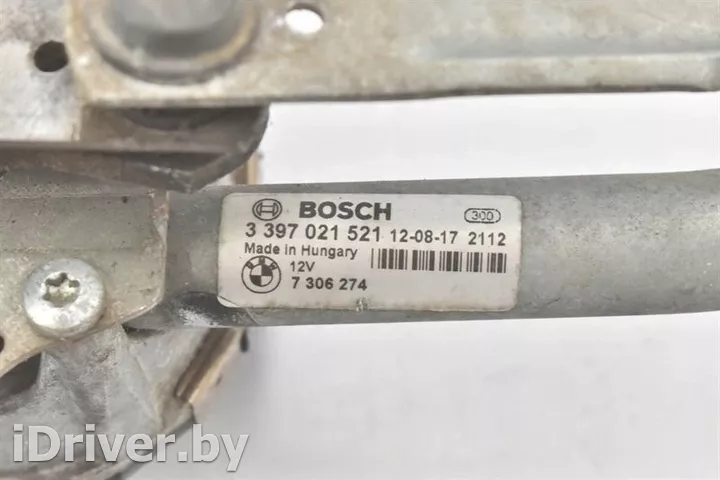 BOSCH 300
3 397 021 521 12-08-17 2112
Made in Hungary
12V
BMW
7 306 274
iDriver.by